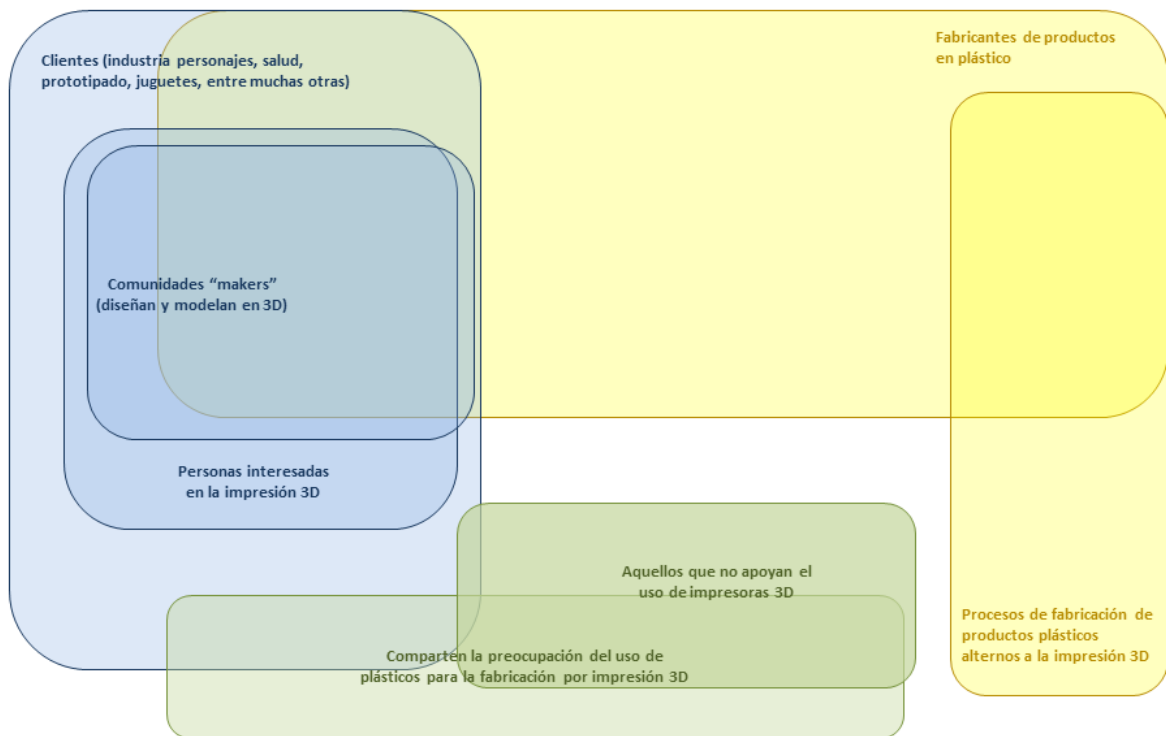 Clientes (industria personajes, salud,
prototipado, juguetes, entre muchas otras)
Fabricantes de productos
en plástico
Comunidades “makers”
(diseñan y modelan en 3D)
Personas interesadas
en la impresión 3D
Aquellos que no apoyan el
uso de impresoras 3D
Procesos de fabricación de
productos plásticos
alternos a la impresión 3D
Comparten la preocupación del uso de
plásticos para la fabricación por impresión 3D